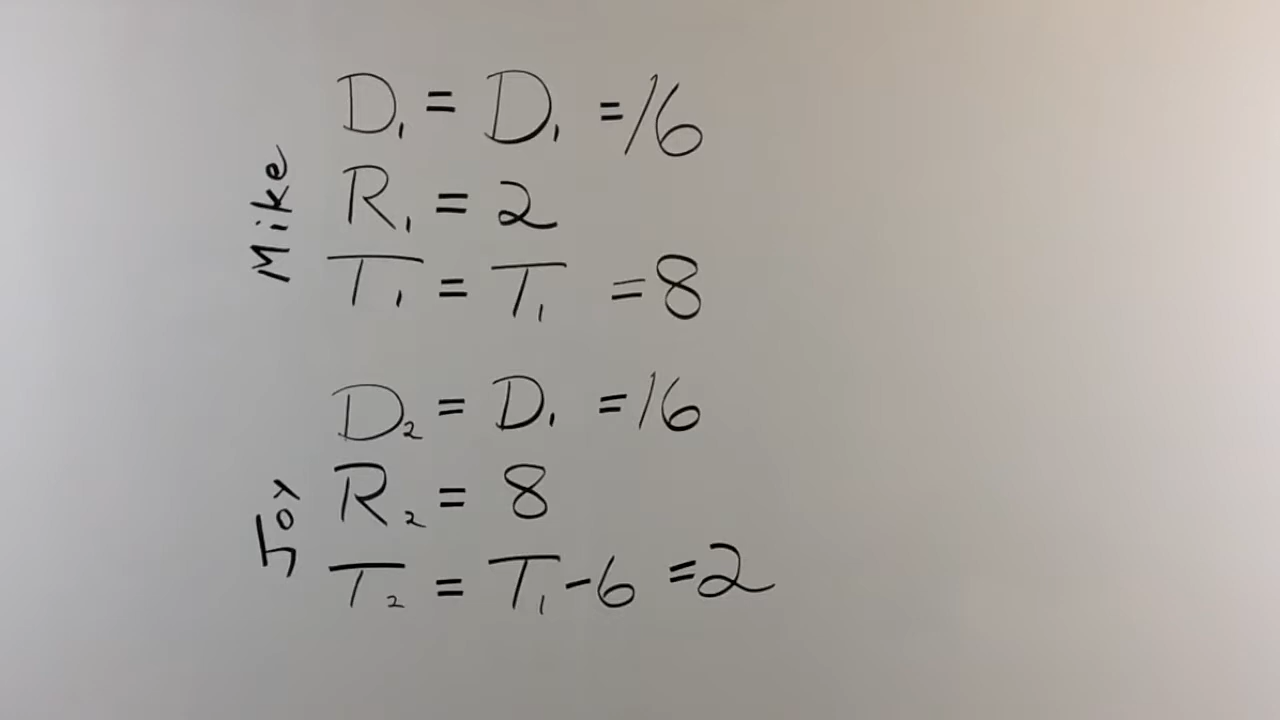 Mike
D₁ = D₁ =16
R₁ = 2
T₁ = T₁ =8
Joy
D₂ = D₁ =16
R₂ = 8
T₂ = T₁-6 =2